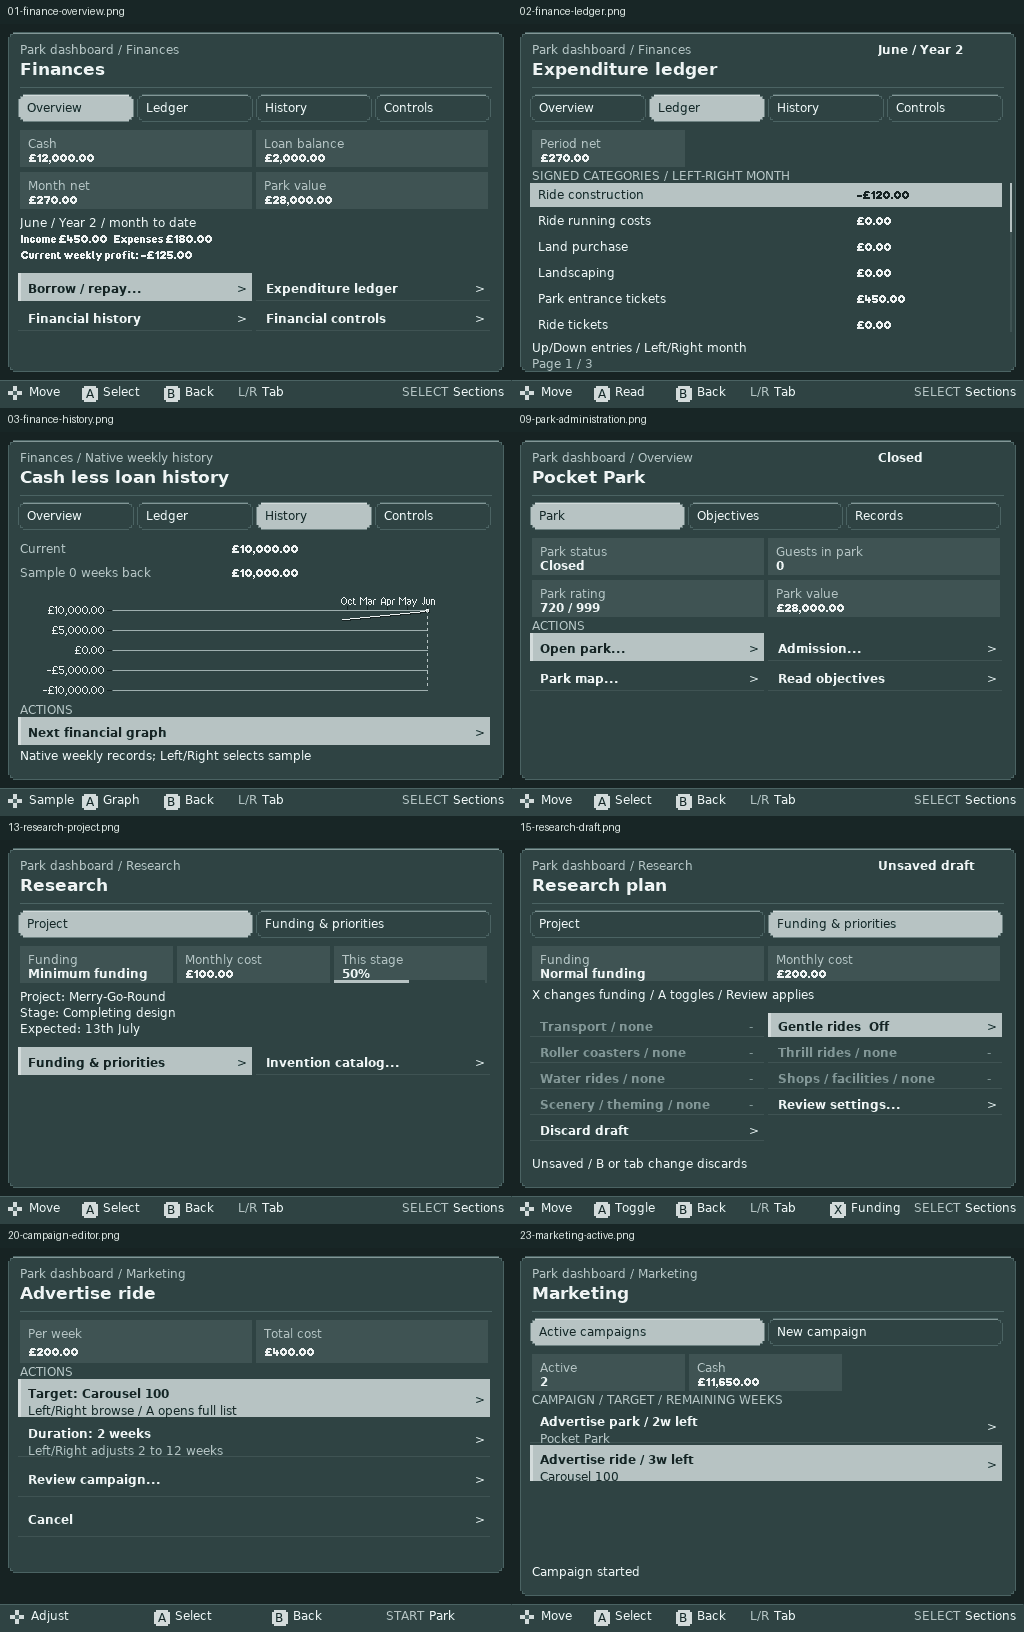 01-finance-overview.png
Park dashboard / Finances
Finances
Overview Ledger History Controls
Cash Loan balance
£12,000.00 £2,000.00
Month net Park value
£270.00 £28,000.00
June / Year 2 / month to date
Income £450.00 Expenses £180.00
Current weekly profit: -£125.00
Borrow / repay... > Expenditure ledger >
Financial history > Financial controls >
Move A Select B Back L/R Tab SELECT Sections
02-finance-ledger.png
Park dashboard / Finances June / Year 2
Expenditure ledger
Overview Ledger History Controls
Period net
£270.00
SIGNED CATEGORIES / LEFT-RIGHT MONTH
Ride construction -£120.00
Ride running costs £0.00
Land purchase £0.00
Landscaping £0.00
Park entrance tickets £450.00
Ride tickets £0.00
Up/Down entries / Left/Right month
Page 1 / 3
Move A Read B Back L/R Tab SELECT Sections
03-finance-history.png
Finances / Native weekly history
Cash less loan history
Overview Ledger History Controls
Current £10,000.00
Sample 0 weeks back £10,000.00
Oct Mar Apr May Jun
£10,000.00
£5,000.00
£0.00
-£5,000.00
-£10,000.00
ACTIONS
Next financial graph >
Native weekly records; Left/Right selects sample
Sample A Graph B Back L/R Tab SELECT Sections
09-park-administration.png
Park dashboard / Overview Closed
Pocket Park
Park Objectives Records
Park status Guests in park
Closed 0
Park rating Park value
720 / 999 £28,000.00
ACTIONS
Open park... > Admission... >
Park map... > Read objectives >
Move A Select B Back L/R Tab SELECT Sections
13-research-project.png
Park dashboard / Research
Research
Project Funding & priorities
Funding Monthly cost This stage
Minimum funding £100.00 50%
Project: Merry-Go-Round
Stage: Completing design
Expected: 13th July
Funding & priorities > Invention catalog... >
Move A Select B Back L/R Tab SELECT Sections
15-research-draft.png
Park dashboard / Research Unsaved draft
Research plan
Project Funding & priorities
Funding Monthly cost
Normal funding £200.00
X changes funding / A toggles / Review applies
Transport / none - Gentle rides Off >
Roller coasters / none - Thrill rides / none -
Water rides / none - Shops / facilities / none -
Scenery / theming / none - Review settings... >
Discard draft >
Unsaved / B or tab change discards
Move A Toggle B Back L/R Tab X Funding SELECT Sections
20-campaign-editor.png
Park dashboard / Marketing
Advertise ride
Per week Total cost
£200.00 £400.00
ACTIONS
Target: Carousel 100 >
Left/Right browse / A opens full list
Duration: 2 weeks >
Left/Right adjusts 2 to 12 weeks
Review campaign... >
Cancel >
Adjust A Select B Back START Park
23-marketing-active.png
Park dashboard / Marketing
Marketing
Active campaigns New campaign
Active Cash
2 £11,650.00
CAMPAIGN / TARGET / REMAINING WEEKS
Advertise park / 2w left >
Pocket Park
Advertise ride / 3w left >
Carousel 100
Campaign started
Move A Select B Back L/R Tab SELECT Sections